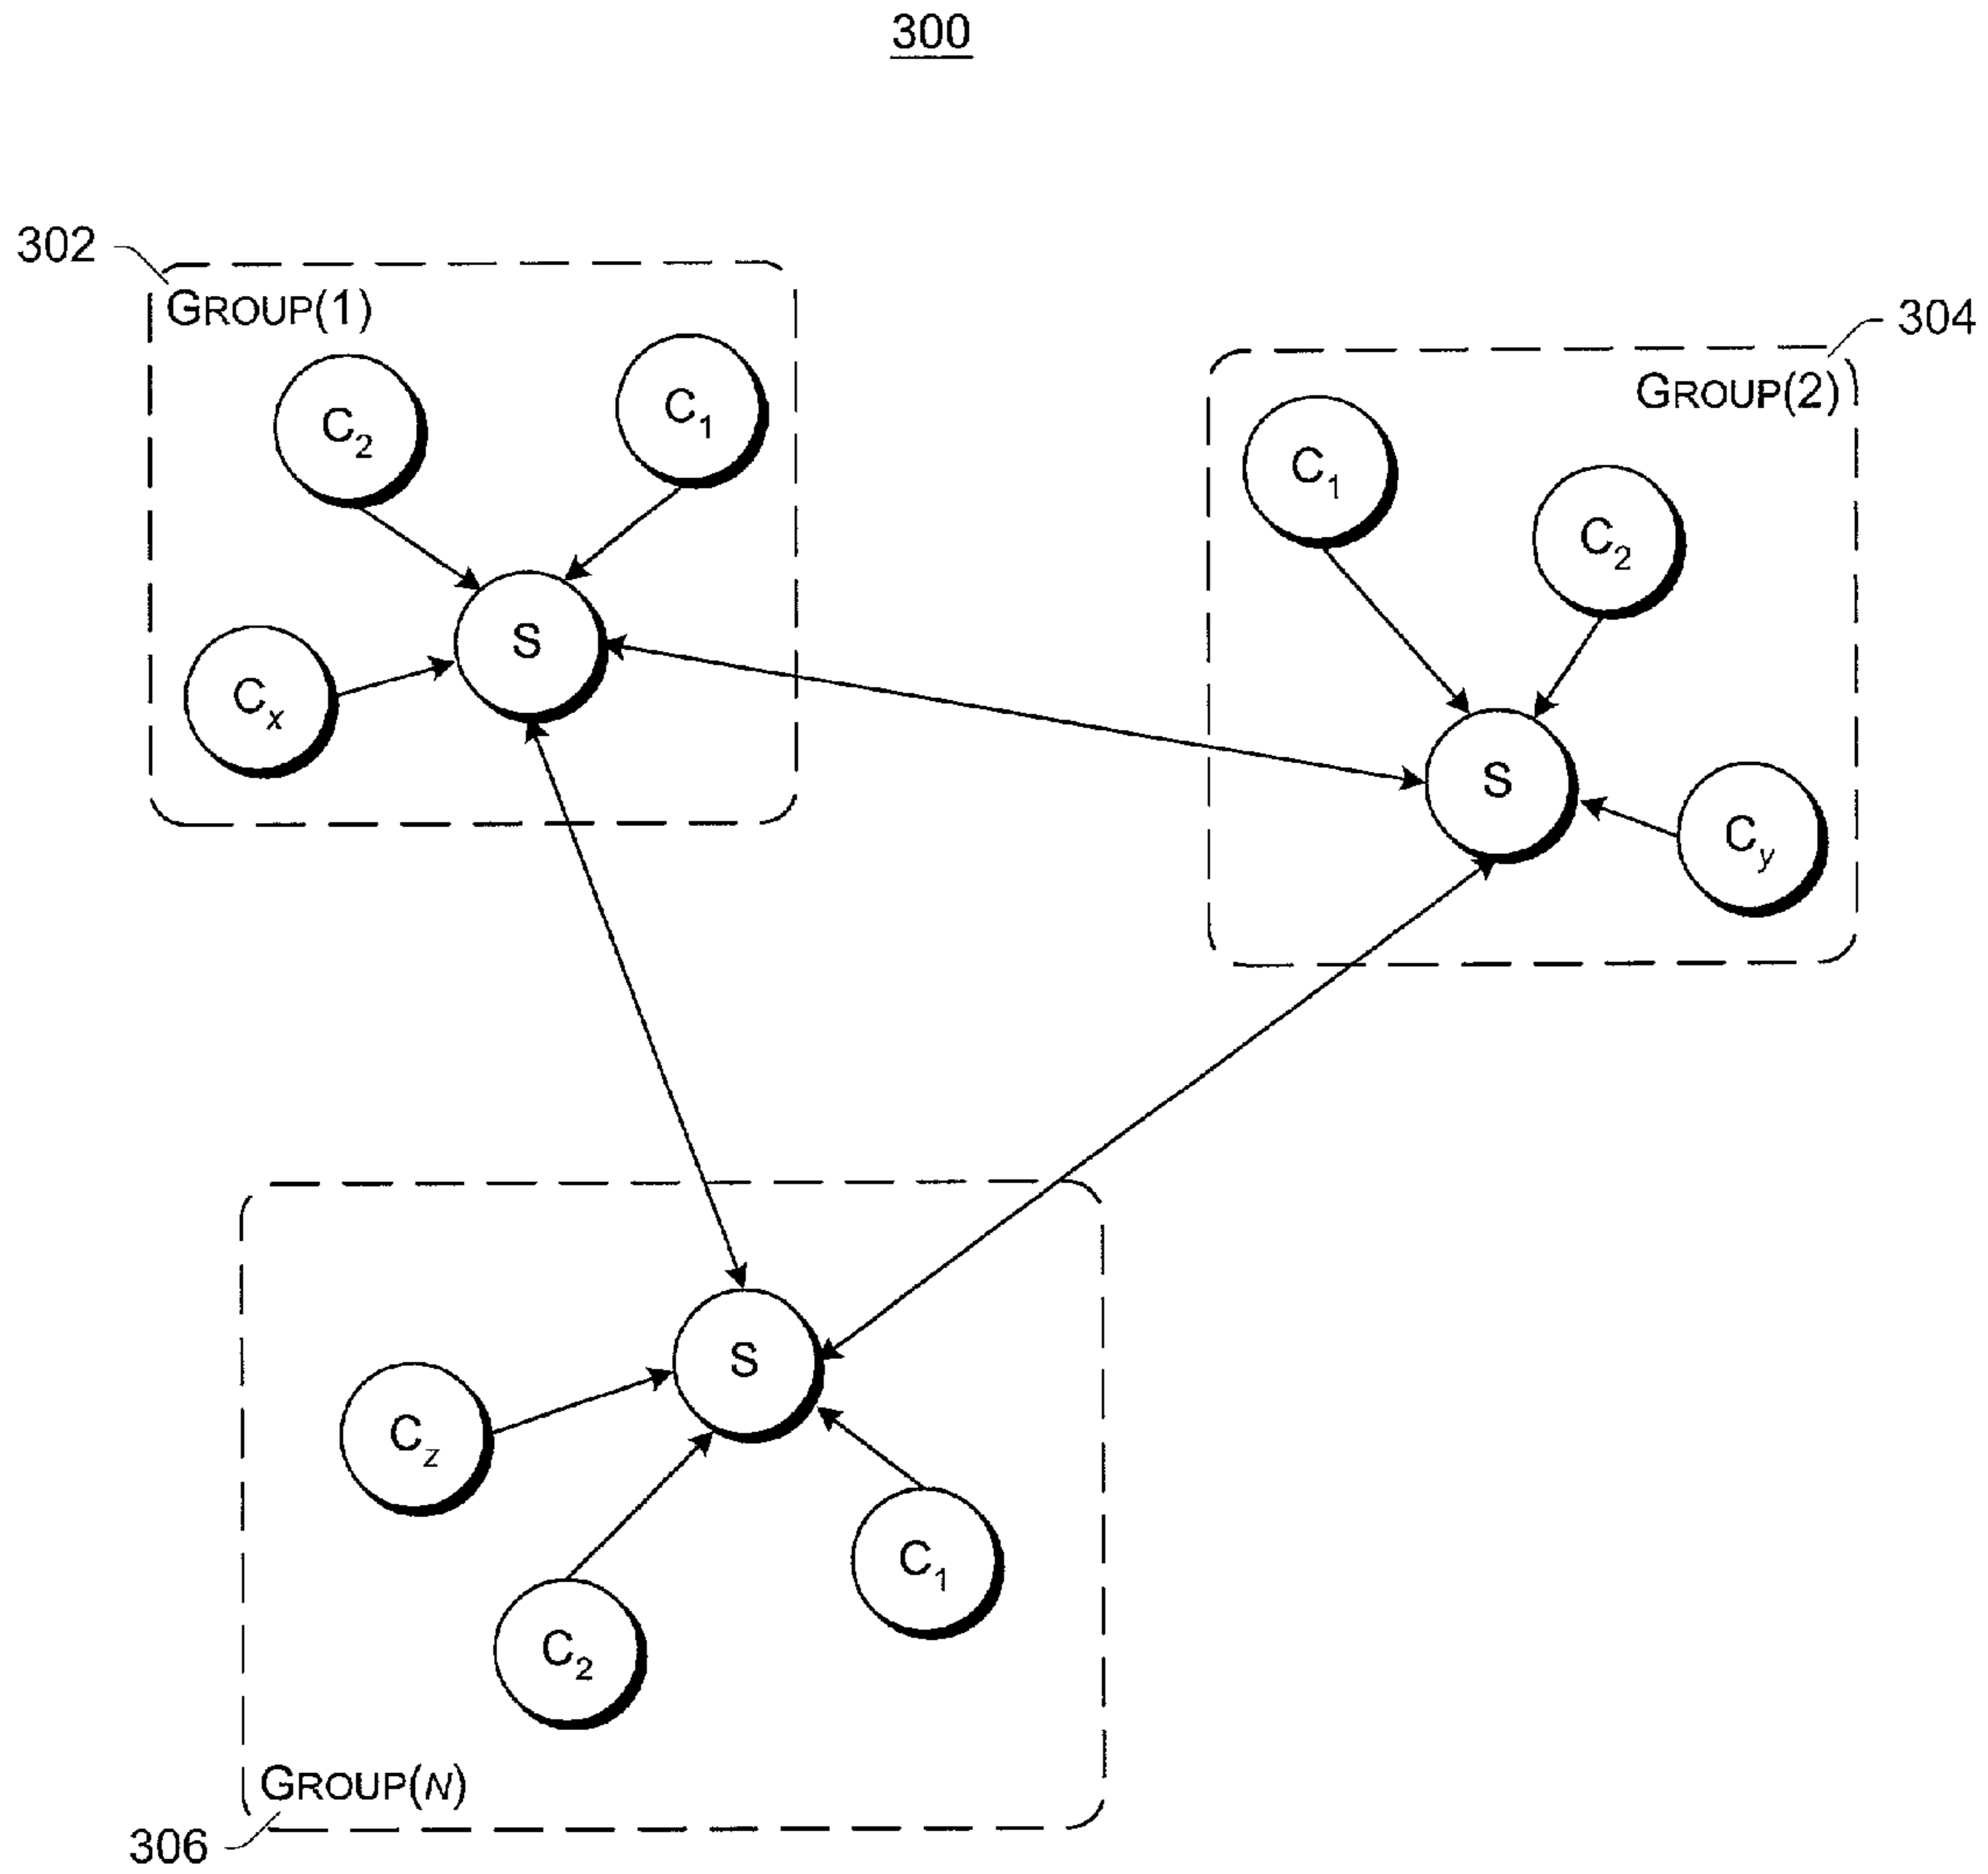 300
302
GROUP(1)
304
GROUP(2)
C2
C1
C1
C2
S
Cx
S
Cy
S
Cz
C1
C2
GROUP(N)
306